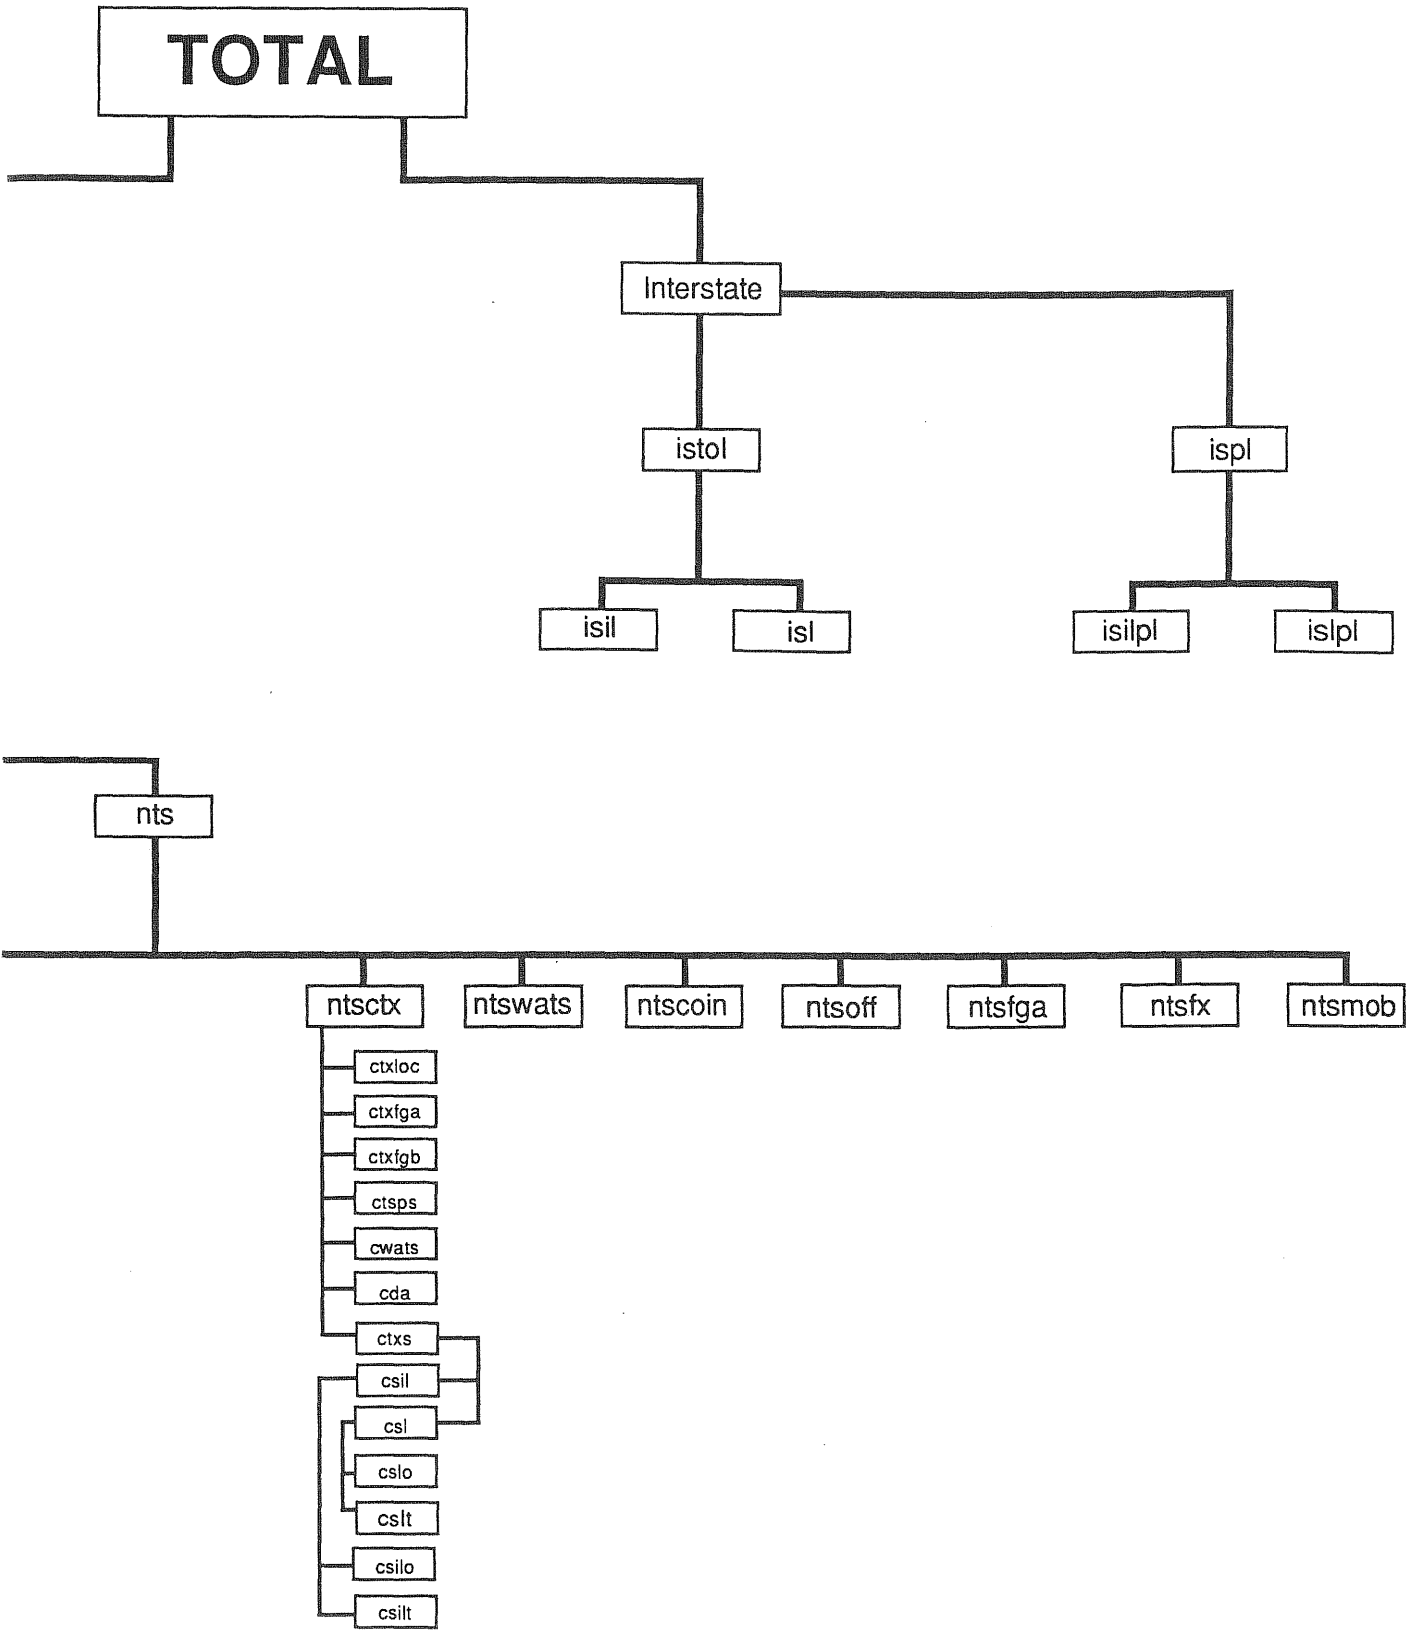 TOTAL
Interstate
istol
ispl
isil
isl
isilpl
islpl
nts
ntsctx
ntswats
ntscoin
ntsoff
ntsfga
ntsfx
ntsmob
ctxloc
ctxfga
ctxfgb
ctsps
cwats
cda
ctxs
csil
csl
cslo
cslt
csilo
csilt